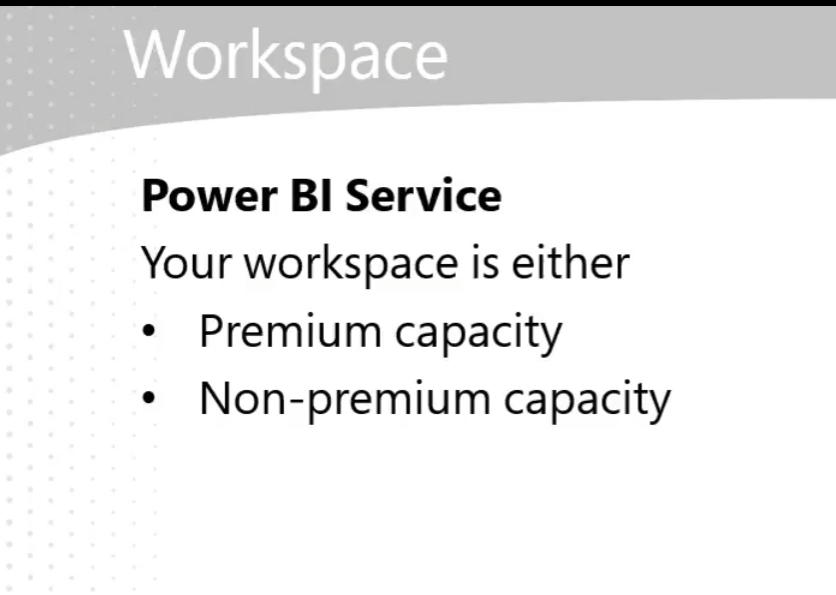 Workspace
Power BI Service
Your workspace is either
• Premium capacity
• Non-premium capacity